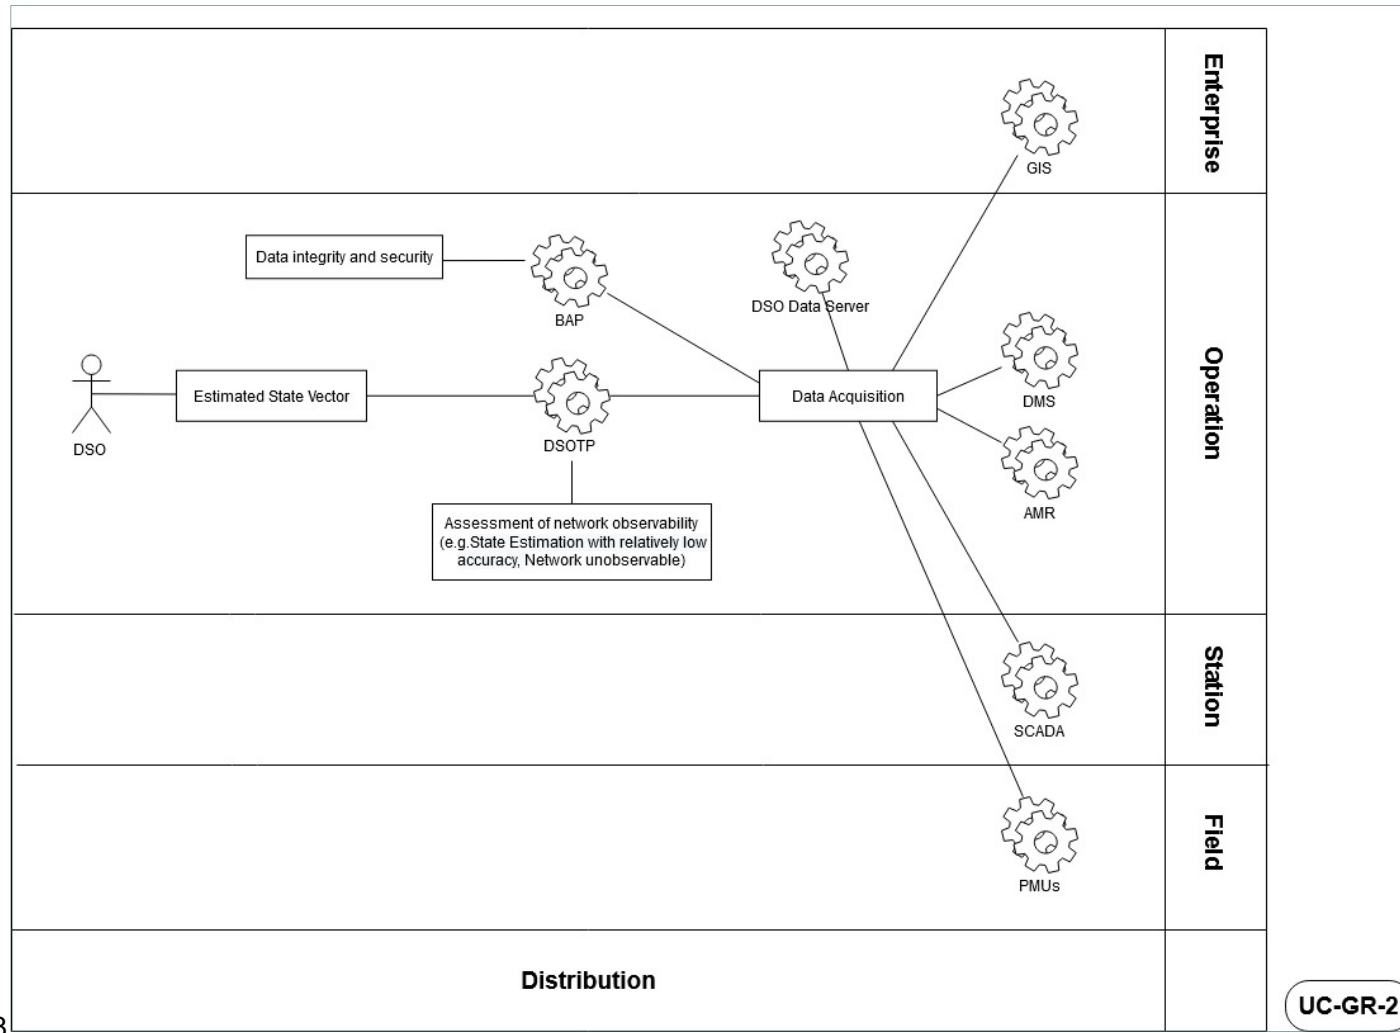 Enterprise
GIS
Data integrity and security
BAP
DSO Data Server
Operation
DSO
Estimated State Vector
DSOTP
Data Acquisition
DMS
AMR
Assessment of network observability
(e.g.State Estimation with relatively low
accuracy, Network unobservable)
Station
SCADA
Field
PMUs
Distribution
UC-GR-2